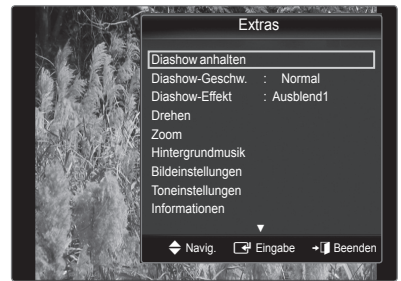 Extras
Diashow anhalten
Diashow-Geschw. : Normal
Diashow-Effekt : Ausblend1
Drehen
Zoom
Hintergrundmusik
Bildeinstellungen
Toneinstellungen
Informationen
Navig. Eingabe Beenden